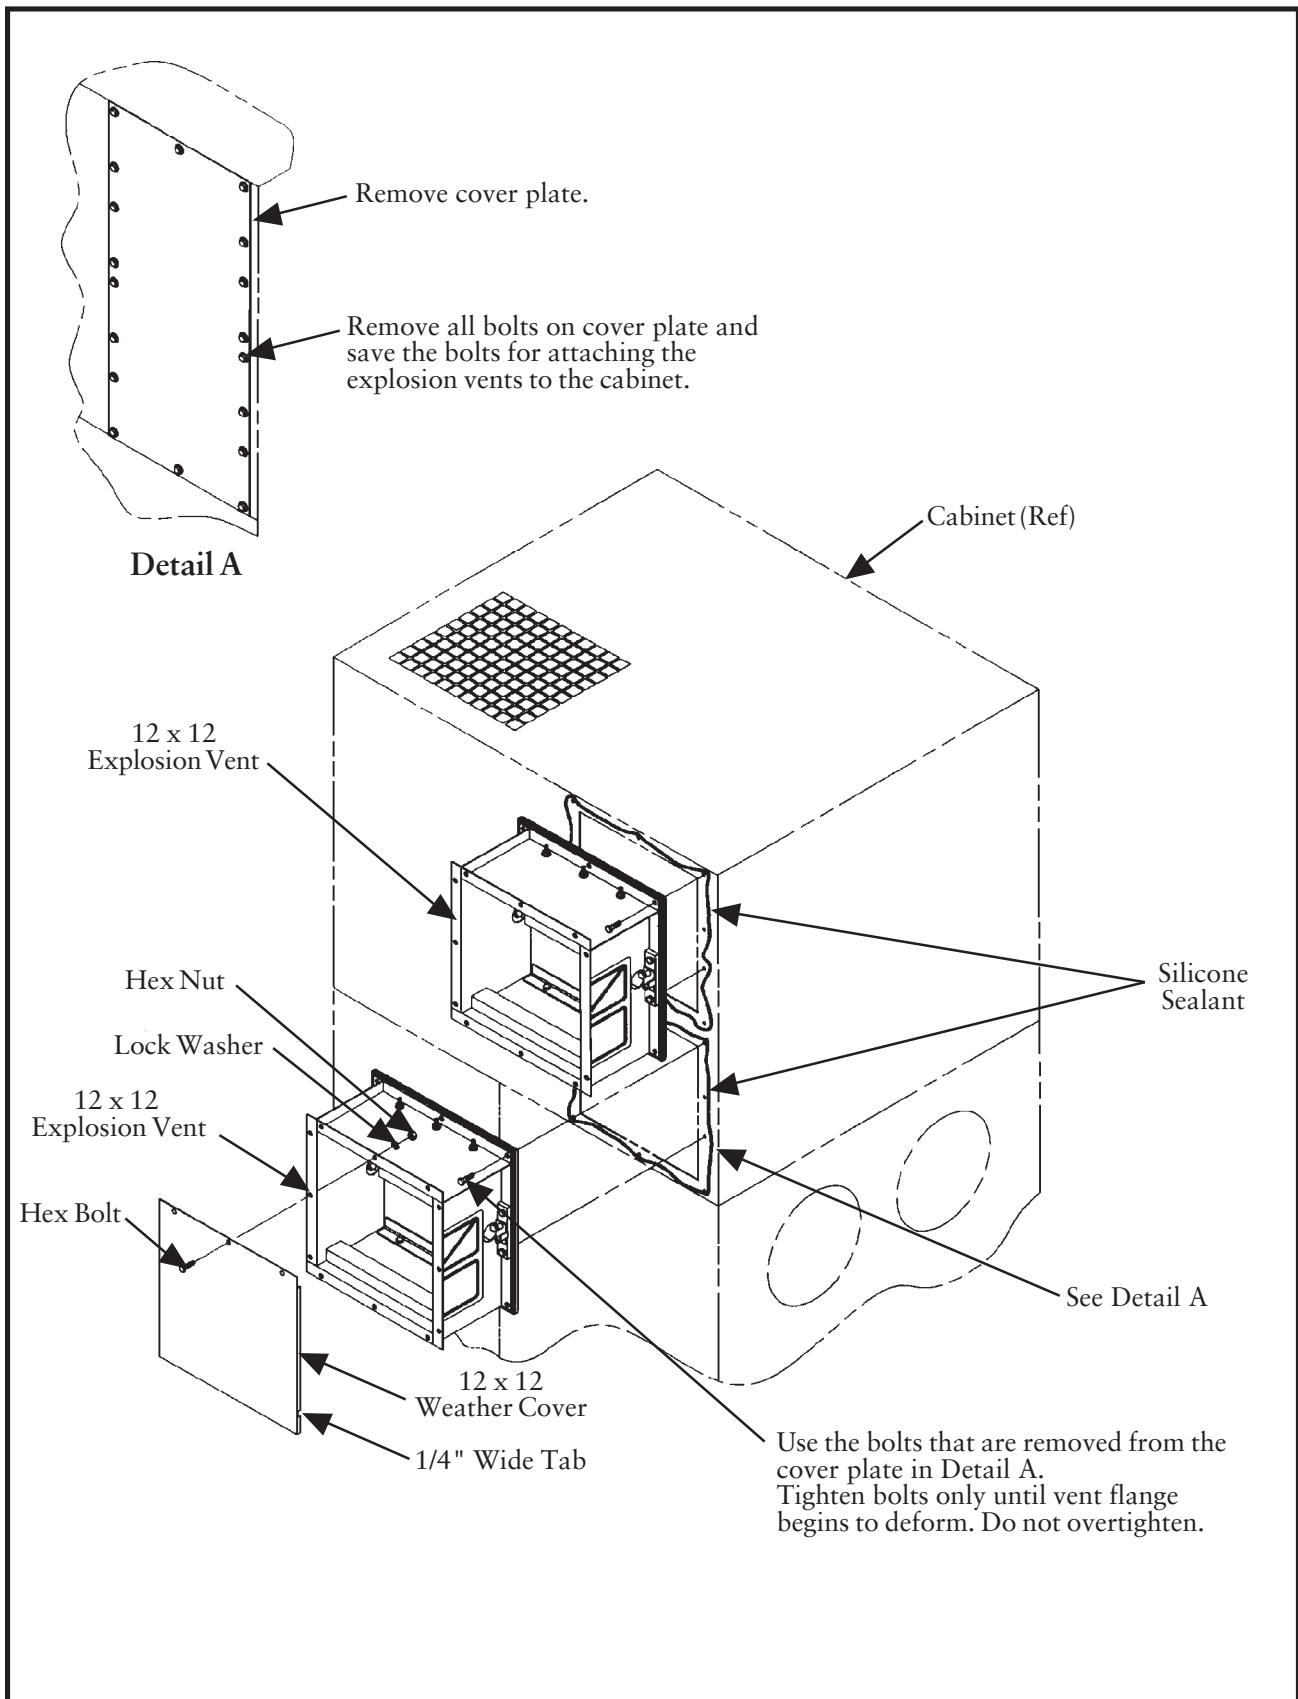 Remove cover plate.
Remove all bolts on cover plate and
save the bolts for attaching the
explosion vents to the cabinet.
Detail A
Cabinet (Ref)
12 x 12
Explosion Vent
Hex Nut
Lock Washer
Silicone
Sealant
12 x 12
Explosion Vent
Hex Bolt
See Detail A
12 x 12
Weather Cover
1/4" Wide Tab
Use the bolts that are removed from the
cover plate in Detail A.
Tighten bolts only until vent flange
begins to deform. Do not overtighten.